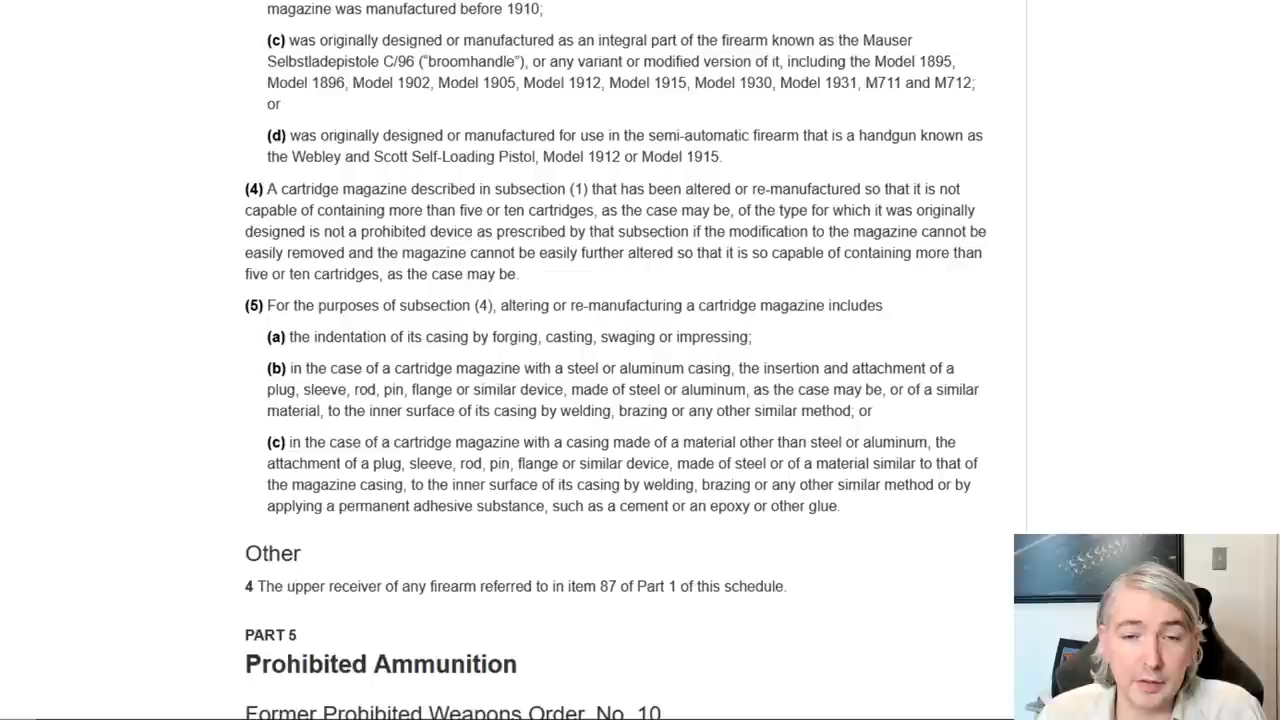 magazine was manufactured before 1910;
(c) was originally designed or manufactured as an integral part of the firearm known as the Mauser
Selbstladepistole C/96 (“broomhandle”), or any variant or modified version of it, including the Model 1895,
Model 1896, Model 1902, Model 1905, Model 1912, Model 1915, Model 1930, Model 1931, M711 and M712;
or
(d) was originally designed or manufactured for use in the semi-automatic firearm that is a handgun known as
the Webley and Scott Self-Loading Pistol, Model 1912 or Model 1915.
(4) A cartridge magazine described in subsection (1) that has been altered or re-manufactured so that it is not
capable of containing more than five or ten cartridges, as the case may be, of the type for which it was originally
designed is not a prohibited device as prescribed by that subsection if the modification to the magazine cannot be
easily removed and the magazine cannot be easily further altered so that it is so capable of containing more than
five or ten cartridges, as the case may be.
(5) For the purposes of subsection (4), altering or re-manufacturing a cartridge magazine includes
(a) the indentation of its casing by forging, casting, swaging or impressing;
(b) in the case of a cartridge magazine with a steel or aluminum casing, the insertion and attachment of a
plug, sleeve, rod, pin, flange or similar device, made of steel or aluminum, as the case may be, or of a similar
material, to the inner surface of its casing by welding, brazing or any other similar method; or
(c) in the case of a cartridge magazine with a casing made of a material other than steel or aluminum, the
attachment of a plug, sleeve, rod, pin, flange or similar device, made of steel or of a material similar to that of
the magazine casing, to the inner surface of its casing by welding, brazing or any other similar method or by
applying a permanent adhesive substance, such as a cement or an epoxy or other glue.
Other
4 The upper receiver of any firearm referred to in item 87 of Part 1 of this schedule.
PART 5
Prohibited Ammunition
Former Prohibited Weapons Order, No. 10